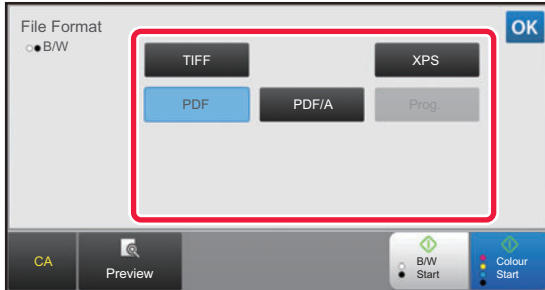 File Format
B/W
OK
TIFF
XPS
PDF
PDF/A
Prog.
CA
Preview
B/W
Start
Colour
Start